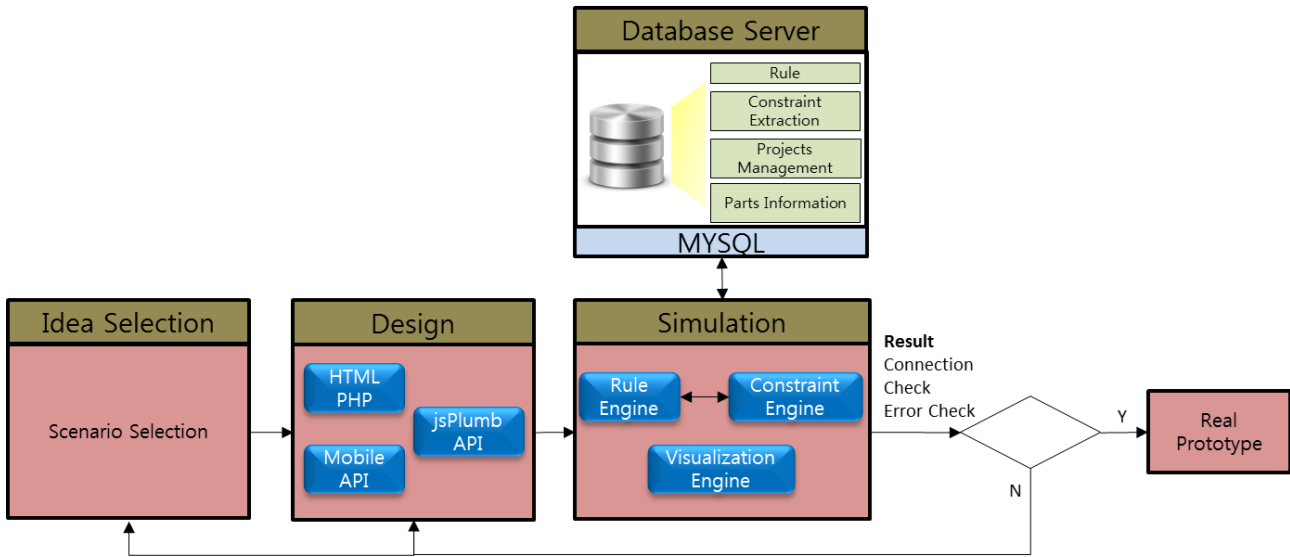 Database Server
Rule
Constraint
Extraction
Projects
Management
Parts Information
MYSQL
Idea Selection
Scenario Selection
Design
HTML
PHP
jsPlumb
API
Mobile
API
Simulation
Rule
Engine
Constraint
Engine
Visualization
Engine
Result
Connection
Check
Error Check
Y
N
Real
Prototype